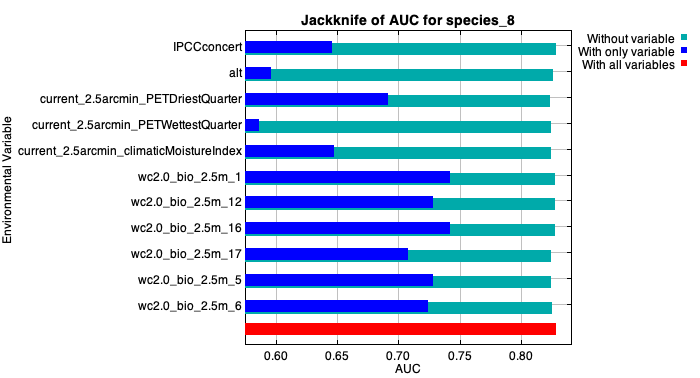 Jackknife of AUC for species_8
Without variable
With only variable
With all variables
Environmental Variable
IPCCconcert
alt
current_2.5arcmin_PETDriestQuarter
current_2.5arcmin_PETWettestQuarter
current_2.5arcmin_climaticMoistureIndex
wc2.0_bio_2.5m_1
wc2.0_bio_2.5m_12
wc2.0_bio_2.5m_16
wc2.0_bio_2.5m_17
wc2.0_bio_2.5m_5
wc2.0_bio_2.5m_6
0.60 0.65 0.70 0.75 0.80
AUC